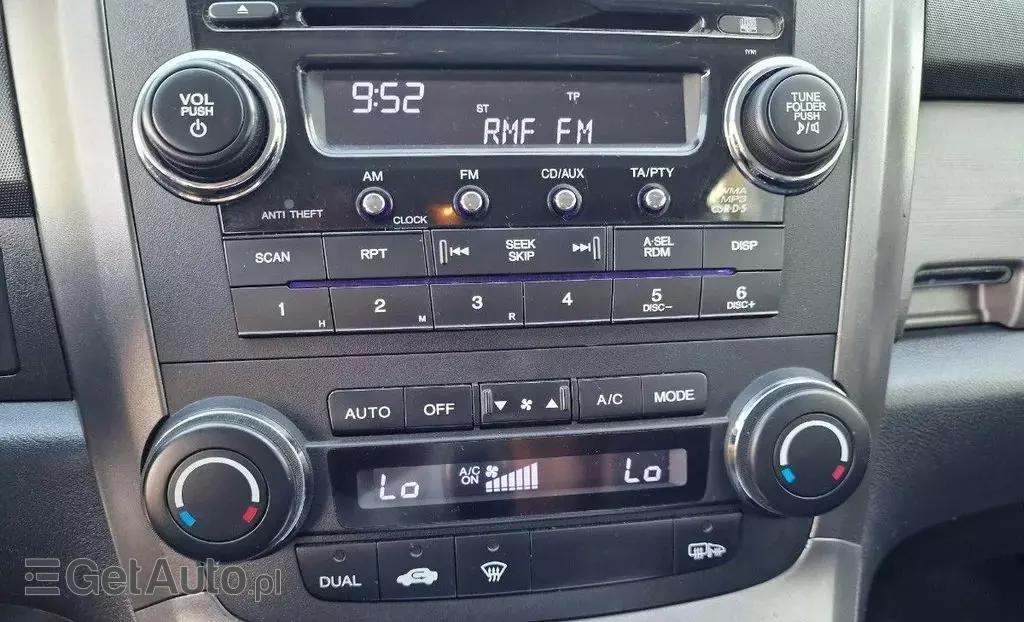 1YN1
VOL
PUSH
9:52
ST
TP
RMF FM
TUNE
FOLDER
PUSH
AM
FM
CD/AUX
TA/PTY
WMA
MP3
R·D·S
ANTI THEFT
CLOCK
SCAN
RPT
SEEK
SKIP
A·SEL
RDM
DISP
1 H
2 M
3 R
4
5
DISC−
6
DISC+
AUTO
OFF
A/C
MODE
Lo
A/C
ON
Lo
DUAL
GetAuto.pl